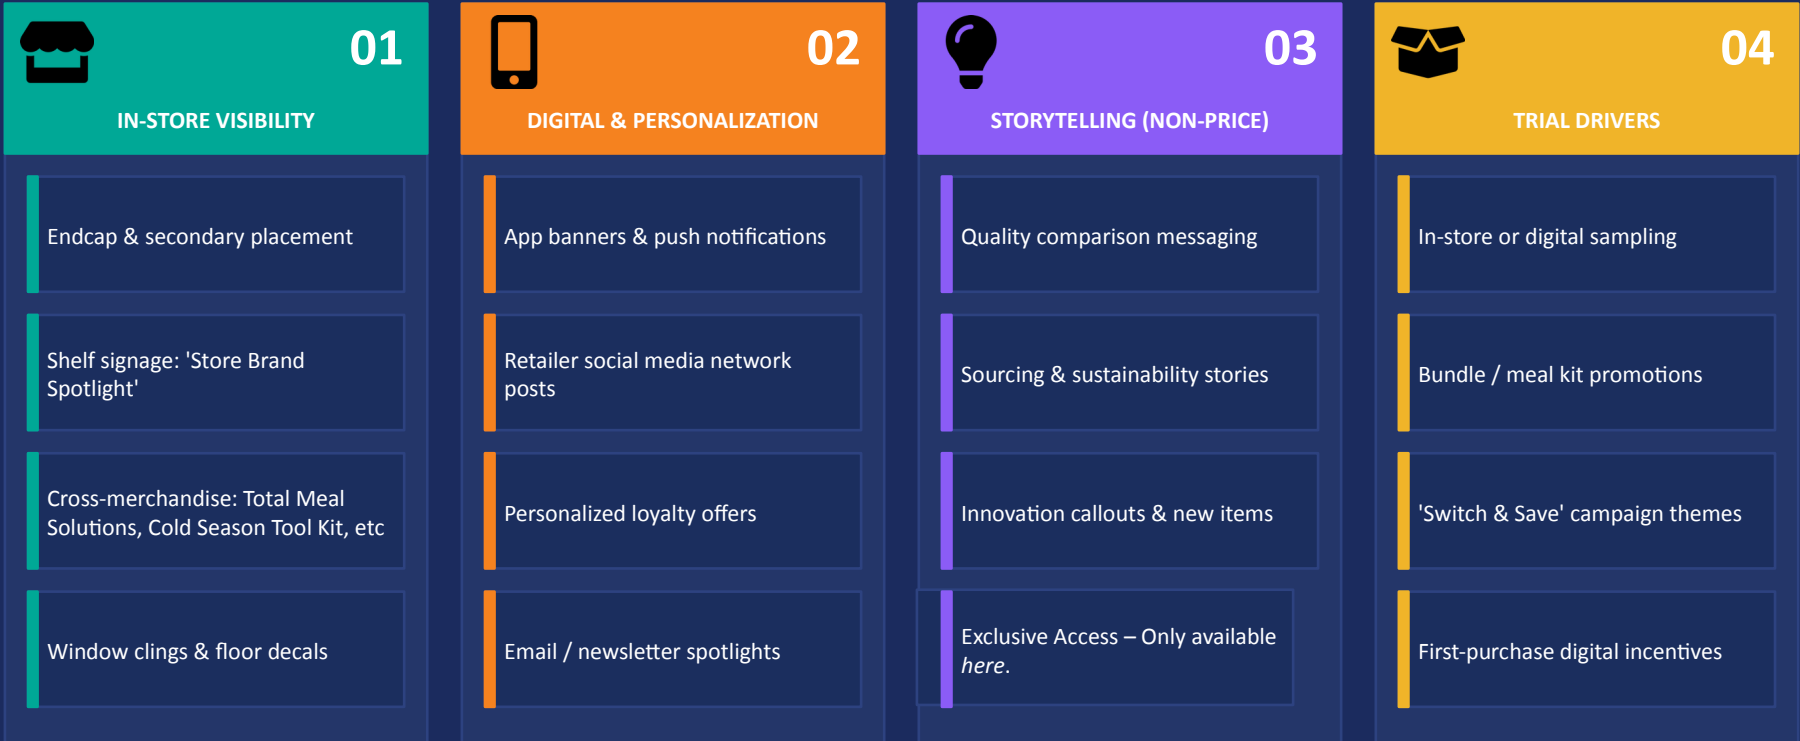 01
IN-STORE VISIBILITY
Endcap & secondary placement
Shelf signage: 'Store Brand
Spotlight'
Cross-merchandise: Total Meal
Solutions, Cold Season Tool Kit, etc
Window clings & floor decals
02
DIGITAL & PERSONALIZATION
App banners & push notifications
Retailer social media network
posts
Personalized loyalty offers
Email / newsletter spotlights
03
STORYTELLING (NON-PRICE)
Quality comparison messaging
Sourcing & sustainability stories
Innovation callouts & new items
Exclusive Access – Only available
here.
04
TRIAL DRIVERS
In-store or digital sampling
Bundle / meal kit promotions
'Switch & Save' campaign themes
First-purchase digital incentives